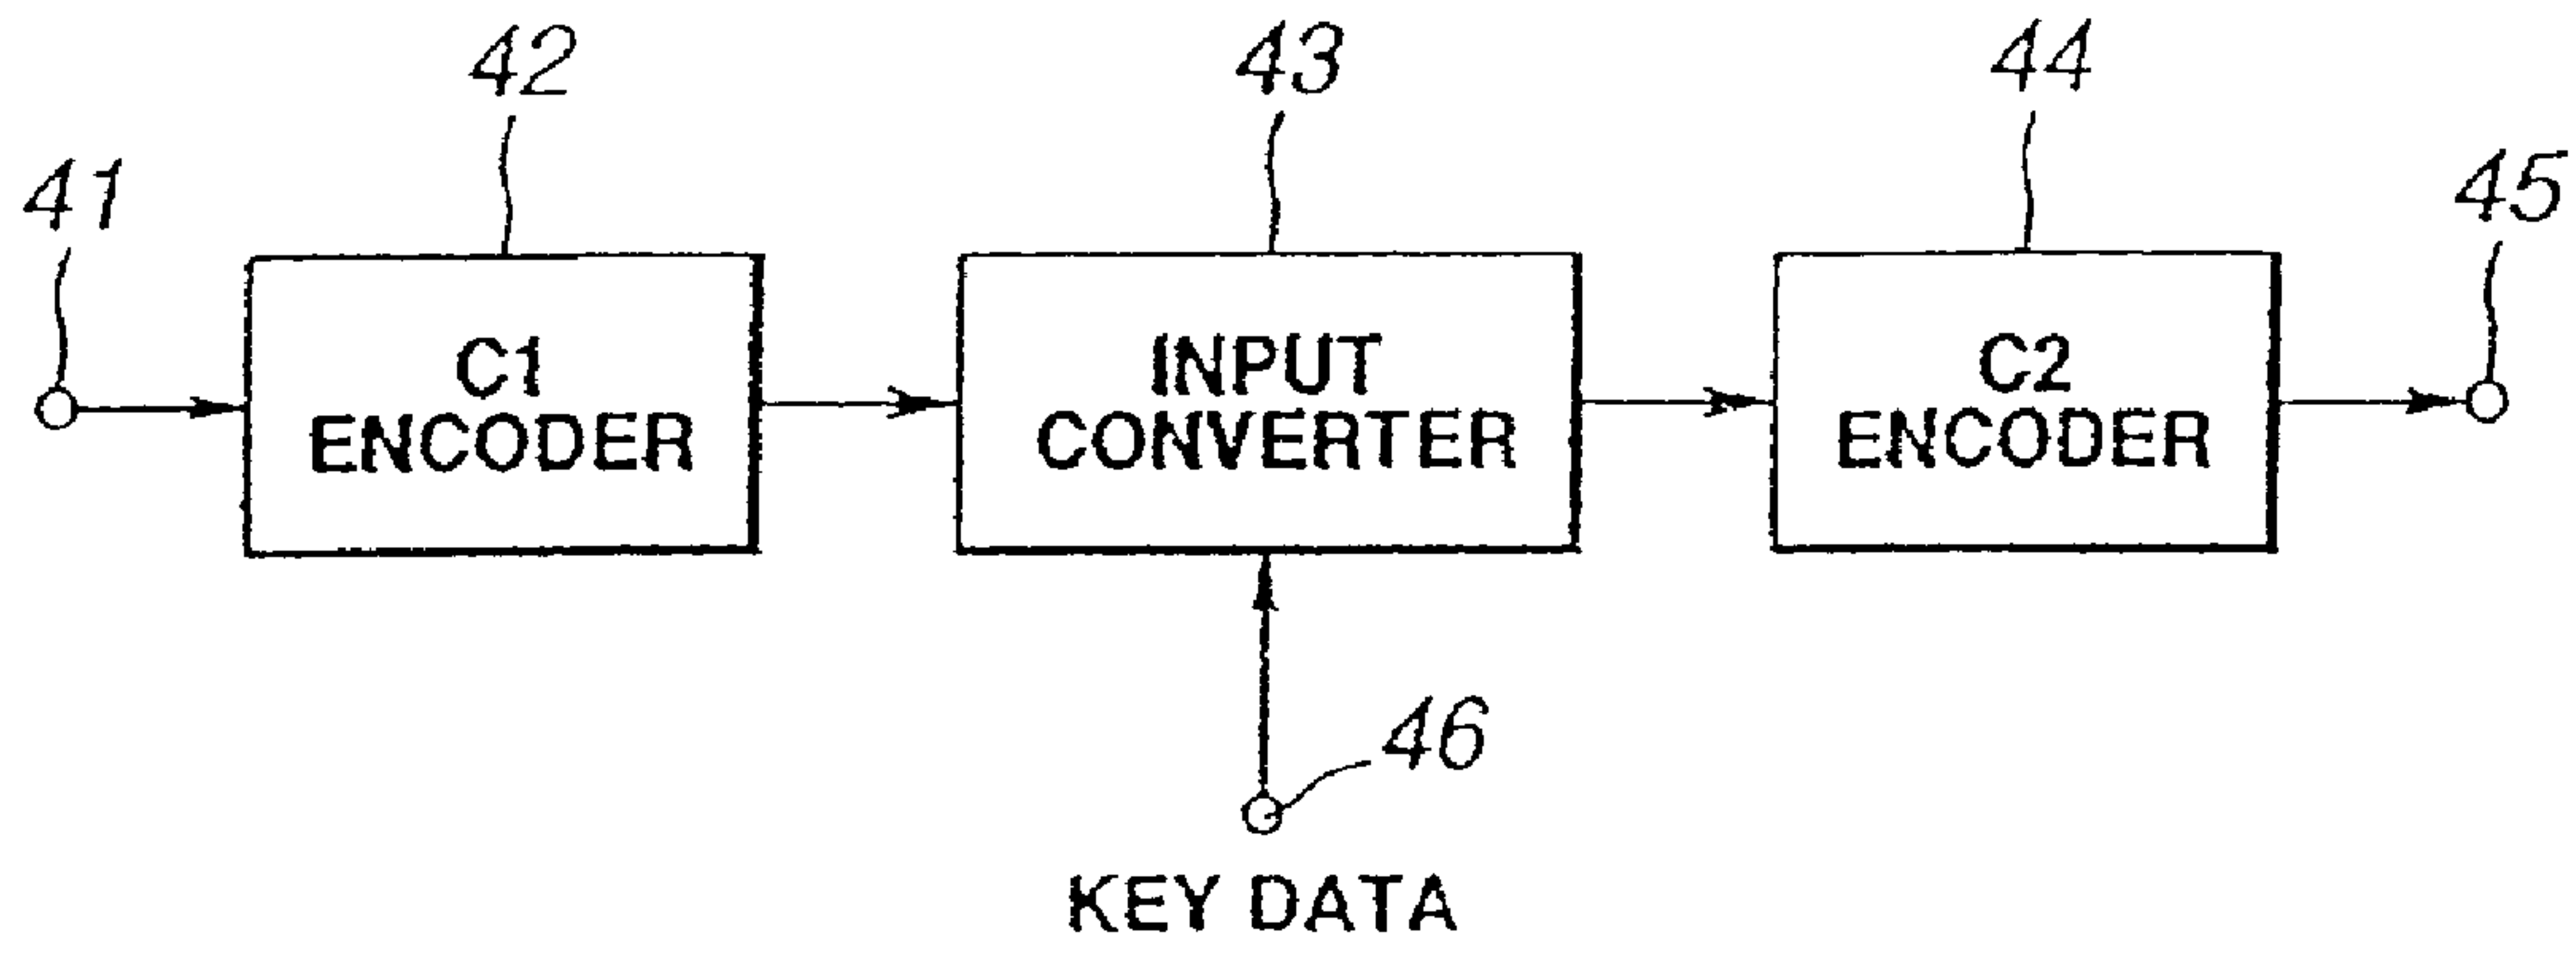 42
43
44
41
45
C1
ENCODER
INPUT
CONVERTER
C2
ENCODER
46
KEY DATA